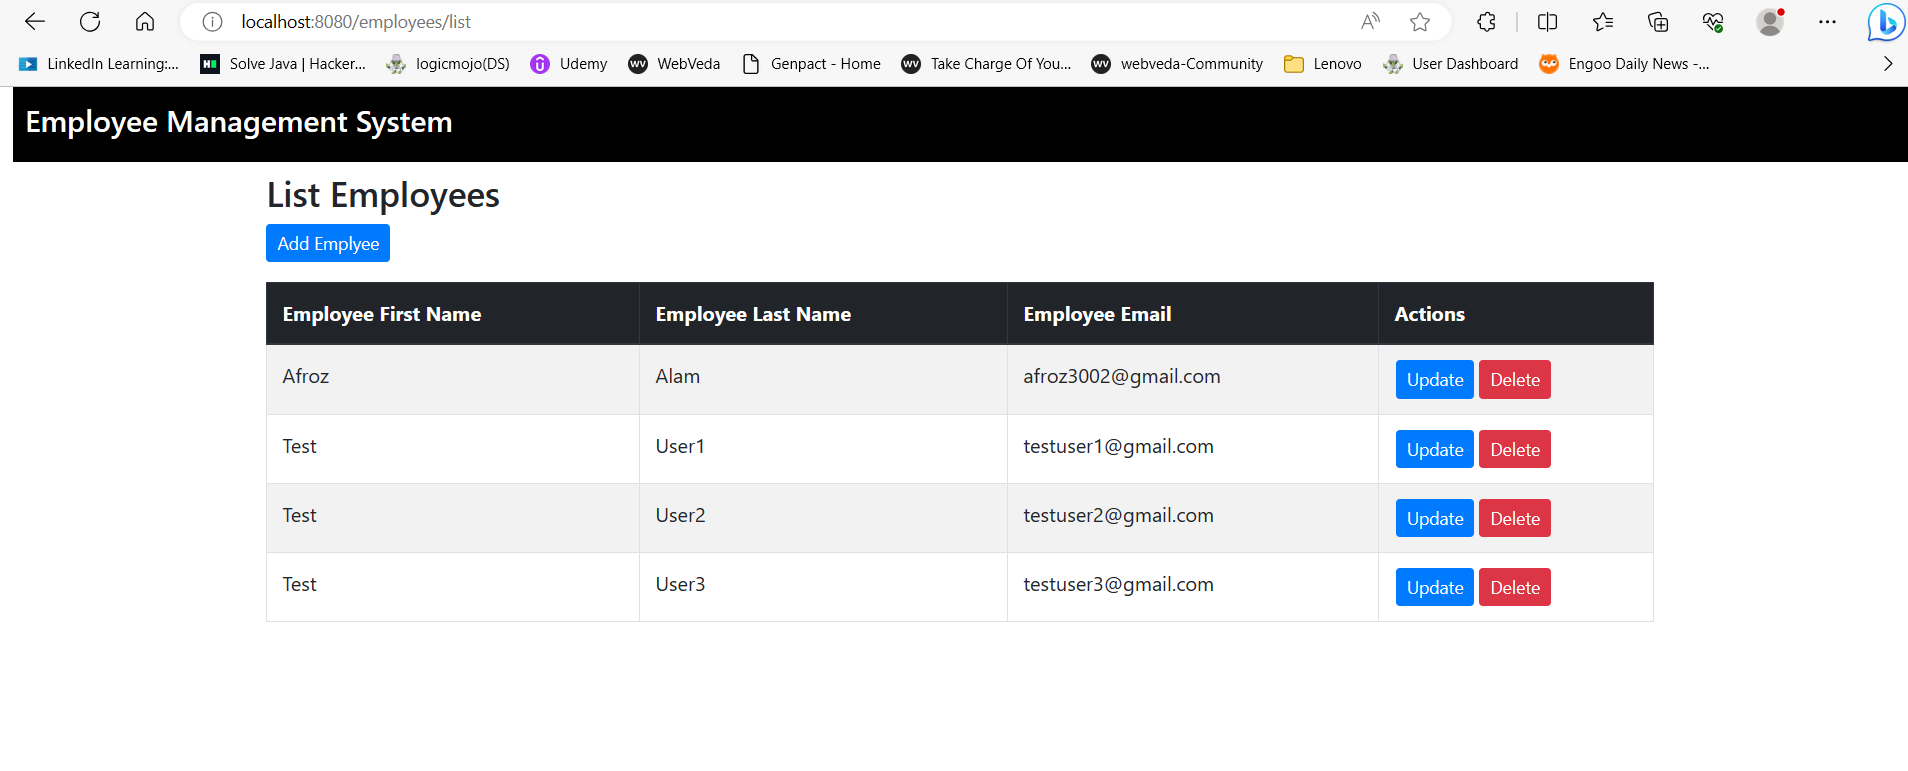 localhost:8080/employees/list
LinkedIn Learning:... Solve Java | Hacker... logicmojo(DS) Udemy WebVeda Genpact - Home Take Charge Of You... webveda-Community Lenovo User Dashboard Engoo Daily News -...
Employee Management System
List Employees
Add Emplyee
Employee First Name Employee Last Name Employee Email Actions
Afroz Alam afroz3002@gmail.com Update Delete
Test User1 testuser1@gmail.com Update Delete
Test User2 testuser2@gmail.com Update Delete
Test User3 testuser3@gmail.com Update Delete